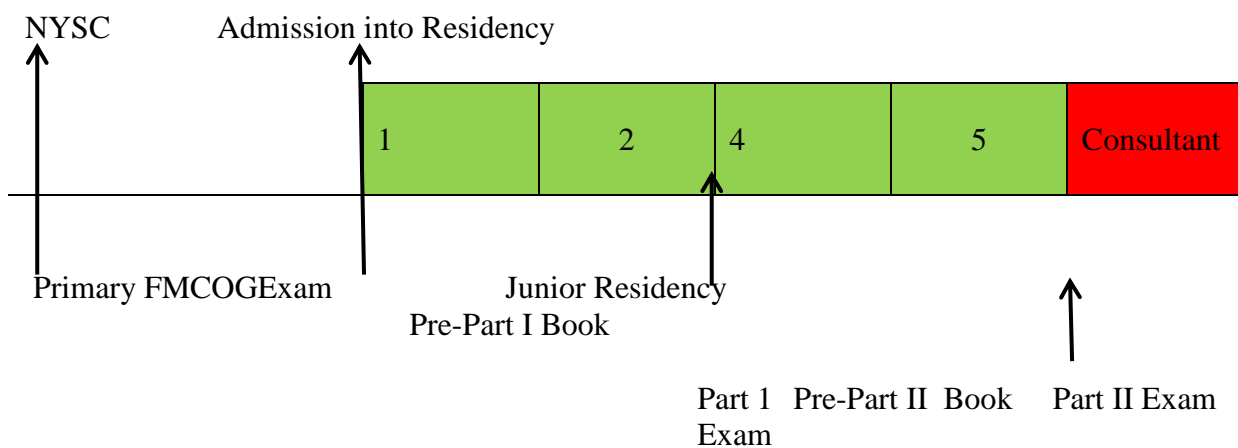 NYSC Admission into Residency
1 2 4 5 Consultant
Primary FMCOGExam Junior Residency
Pre-Part I Book
Part 1 Pre-Part II Book Part II Exam
Exam